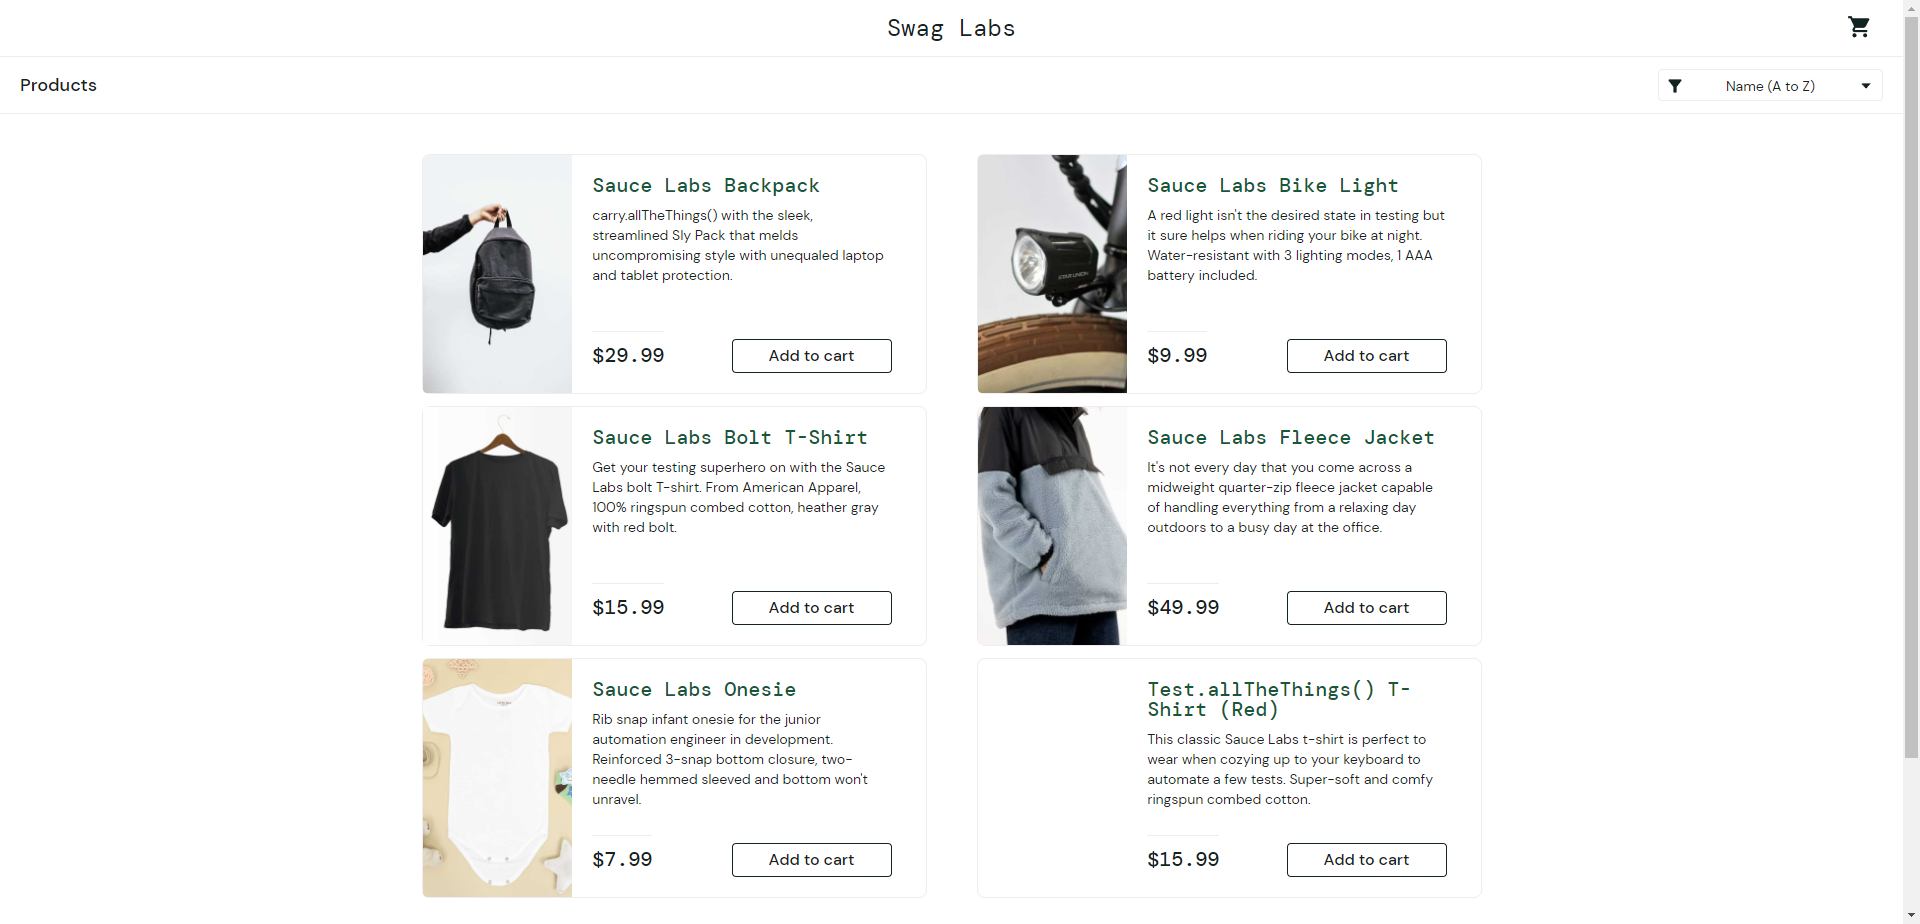 Swag Labs
Products
Name (A to Z)
Sauce Labs Backpack
carry.allTheThings() with the sleek,
streamlined Sly Pack that melds
uncompromising style with unequaled laptop
and tablet protection.
$29.99
Add to cart
Sauce Labs Bike Light
A red light isn't the desired state in testing but
it sure helps when riding your bike at night.
Water-resistant with 3 lighting modes, 1 AAA
battery included.
STAR UNION
$9.99
Add to cart
Sauce Labs Bolt T-Shirt
Get your testing superhero on with the Sauce
Labs bolt T-shirt. From American Apparel,
100% ringspun combed cotton, heather gray
with red bolt.
$15.99
Add to cart
Sauce Labs Fleece Jacket
It's not every day that you come across a
midweight quarter-zip fleece jacket capable
of handling everything from a relaxing day
outdoors to a busy day at the office.
$49.99
Add to cart
Sauce Labs Onesie
Rib snap infant onesie for the junior
automation engineer in development.
Reinforced 3-snap bottom closure, two-
needle hemmed sleeved and bottom won't
unravel.
$7.99
Add to cart
Test.allTheThings() T-
Shirt (Red)
This classic Sauce Labs t-shirt is perfect to
wear when cozying up to your keyboard to
automate a few tests. Super-soft and comfy
ringspun combed cotton.
$15.99
Add to cart